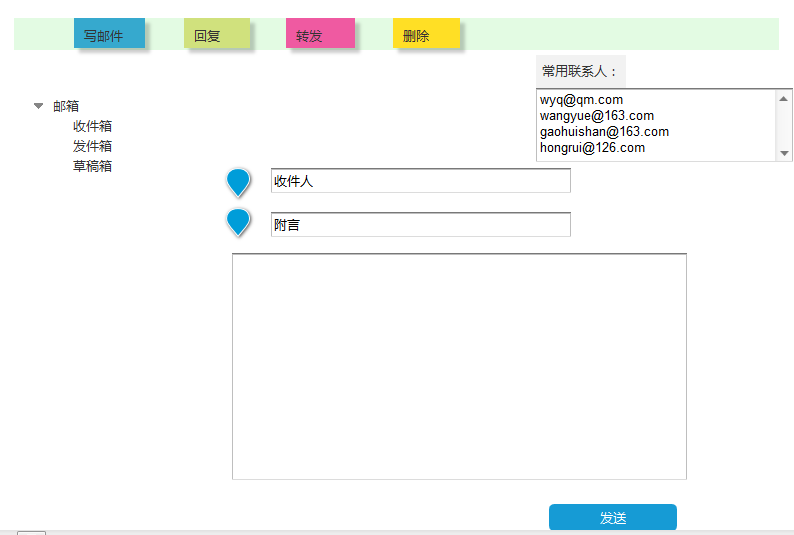 写邮件 回复 转发 删除
常用联系人：
wyq@qm.com
wangyue@163.com
gaohuishan@163.com
hongrui@126.com
邮箱
收件箱
发件箱
草稿箱
收件人
附言
发送